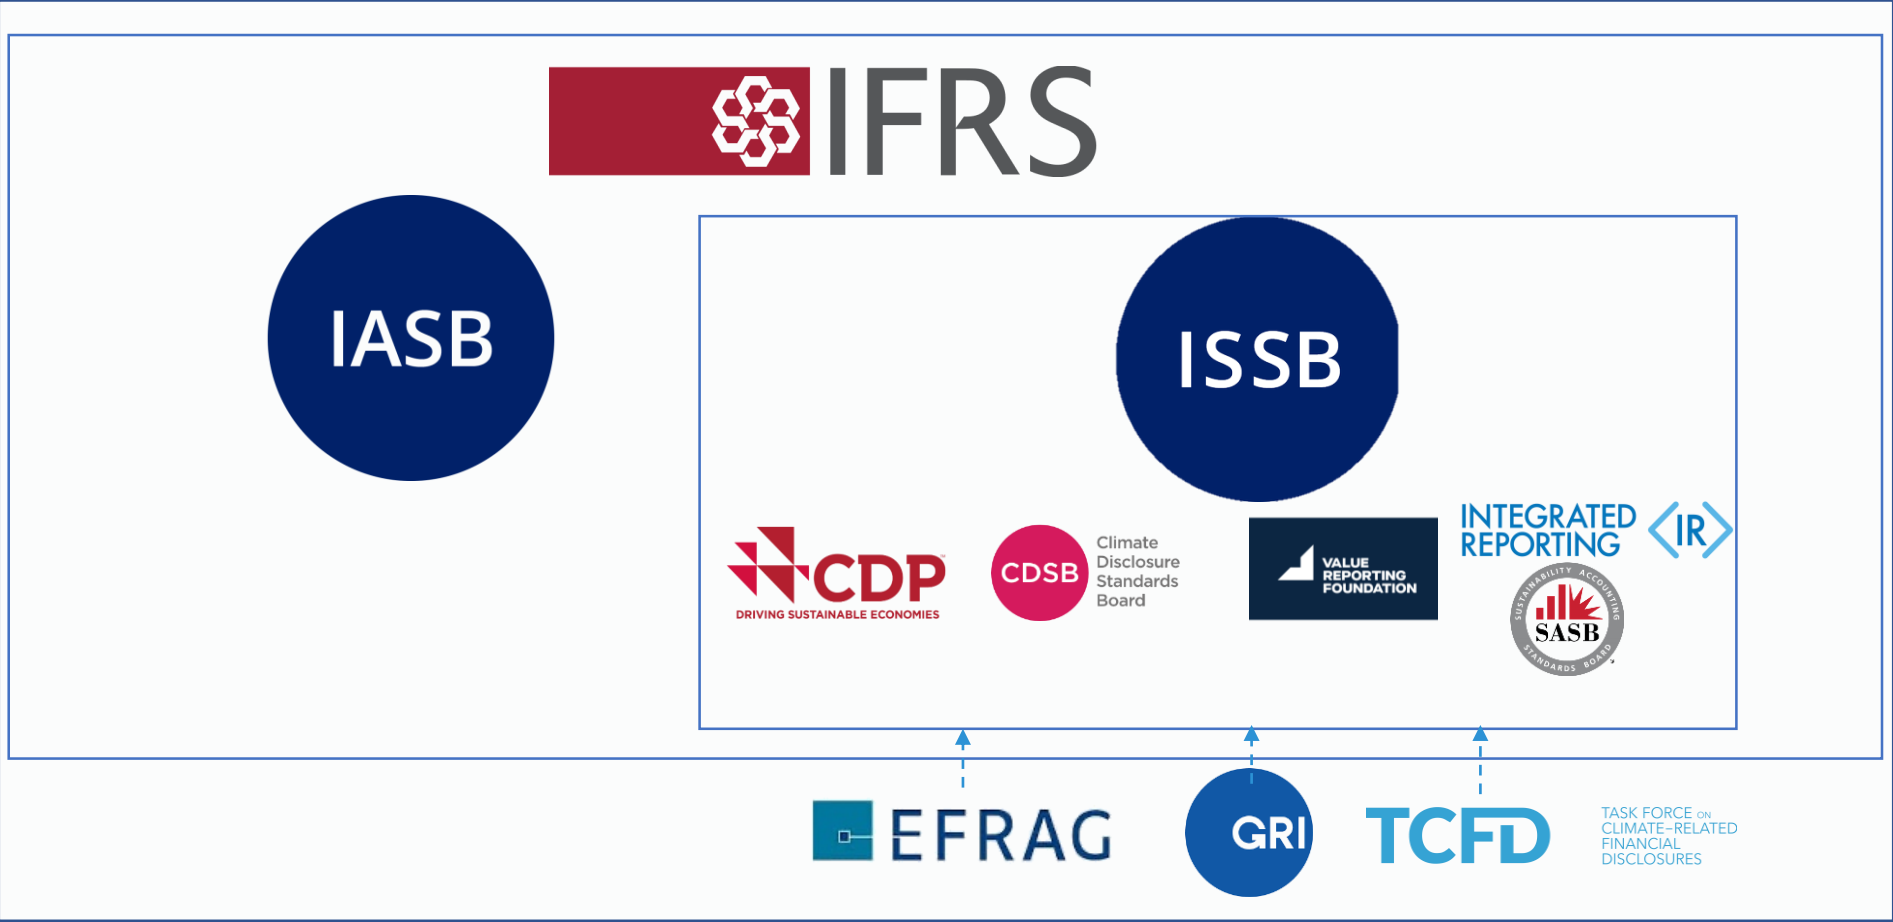 IFRS
IASB
ISSB
CDP
DRIVING SUSTAINABLE ECONOMIES
CDSB
Climate
Disclosure
Standards
Board
VALUE
REPORTING
FOUNDATION
INTEGRATED
REPORTING
<IR>
SUSTAINABILITY ACCOUNTING
SASB
STANDARDS BOARD
EFRAG
GRI
TCFD
TASK FORCE ON
CLIMATE-RELATED
FINANCIAL
DISCLOSURES